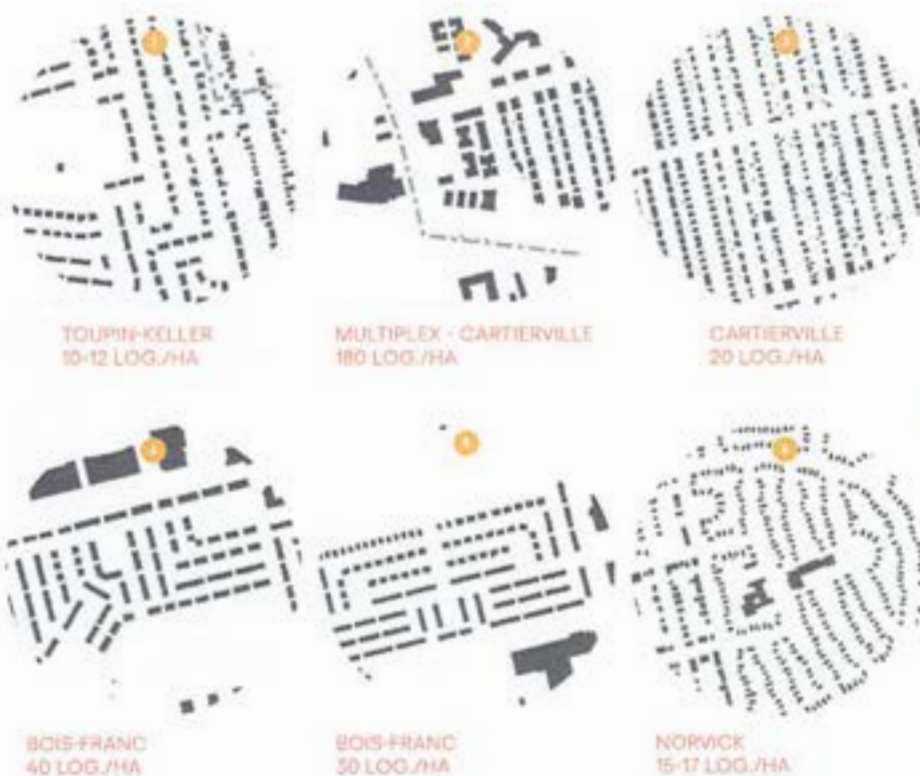 TOUPIN-KELLER
10-12 LOG./HA
MULTIPLEX - CARTIERVILLE
180 LOG./HA
CARTIERVILLE
20 LOG./HA
BOIS-FRANC
40 LOG./HA
BOIS-FRANC
30 LOG./HA
NORVICK
15-17 LOG./HA